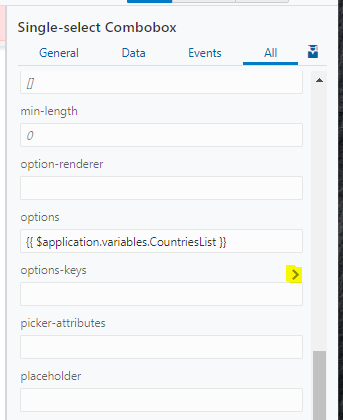 Single-select Combobox
General Data Events All
[]
min-length
0
option-renderer
options
{{ $application.variables.CountriesList }}
options-keys
picker-attributes
placeholder